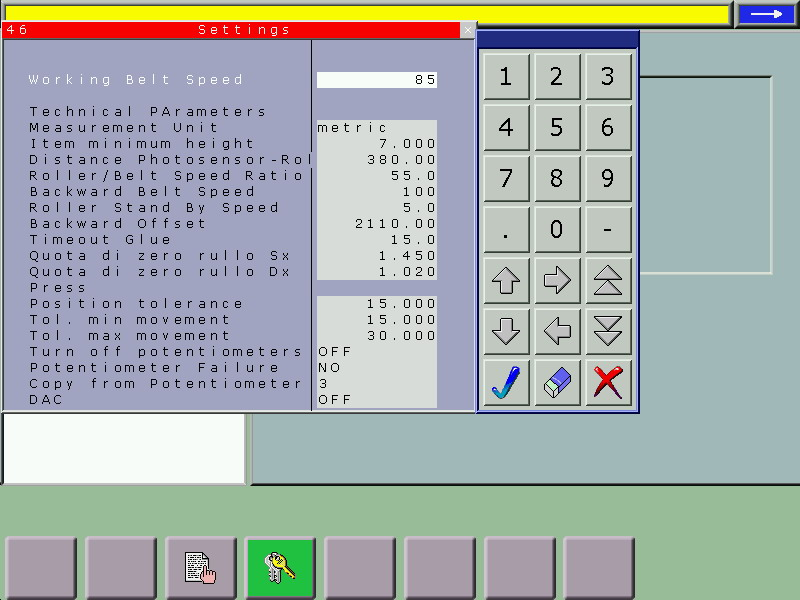 46 Settings ×
Working Belt Speed 85
Technical PArameters
Measurement Unit metric
Item minimum height 7.000
Distance Photosensor-Rol 380.00
Roller/Belt Speed Ratio 55.0
Backward Belt Speed 100
Roller Stand By Speed 5.0
Backward Offset 2110.00
Timeout Glue 15.0
Quota di zero rullo Sx 1.450
Quota di zero rullo Dx 1.020
Press
Position tolerance 15.000
Tol. min movement 15.000
Tol. max movement 30.000
Turn off potentiometers OFF
Potentiometer Failure NO
Copy from Potentiometer 3
DAC OFF
1 2 3
4 5 6
7 8 9
. 0 -